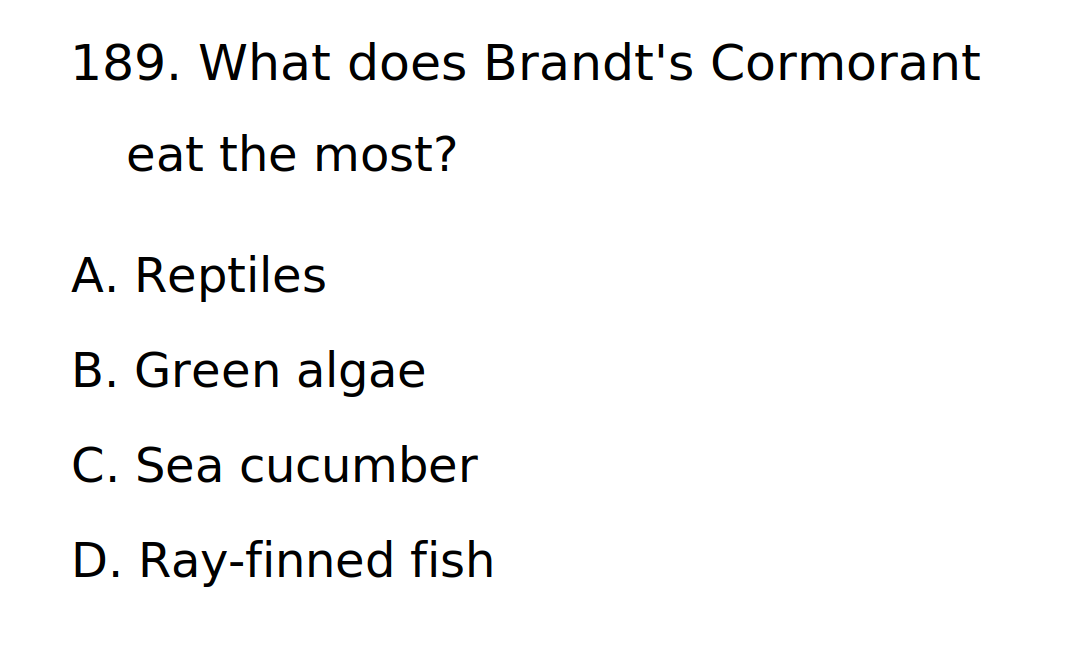 189. What does Brandt's Cormorant
eat the most?
A. Reptiles
B. Green algae
C. Sea cucumber
D. Ray-finned fish